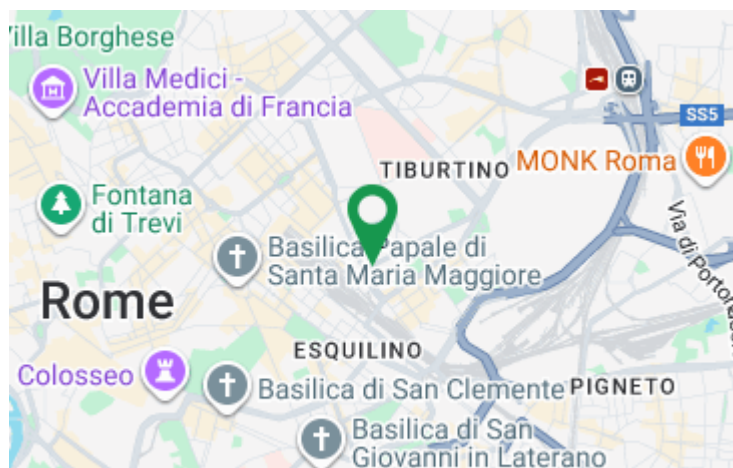 Villa Borghese
Villa Medici -
Accademia di Francia
SS5
TIBURTINO
MONK Roma
Fontana
di Trevi
Via di Porton
Basilica Papale di
Santa Maria Maggiore
Rome
ESQUILINO
Colosseo
Basilica di San Clemente
PIGNETO
Basilica di San
Giovanni in Laterano